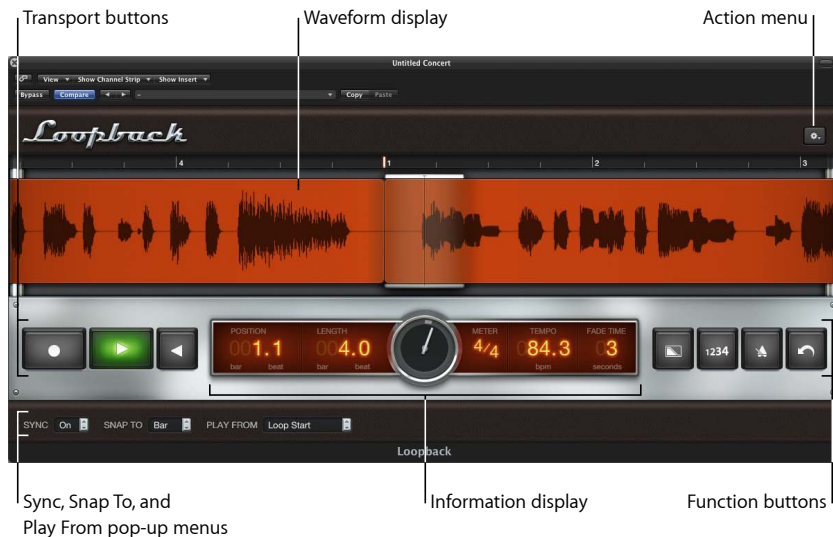 Transport buttons
Waveform display
Action menu
Untitled Concert
View Show Channel Strip Show Insert
Bypass Compare - Copy Paste
Loopback
4 1 2 3
POSITION LENGTH METER TEMPO FADE TIME
001.1 004.0 4/4 084.3 03
bar beat bar beat bpm seconds
1234
SYNC On SNAP TO Bar PLAY FROM Loop Start
Loopback
Sync, Snap To, and
Play From pop-up menus
Information display
Function buttons